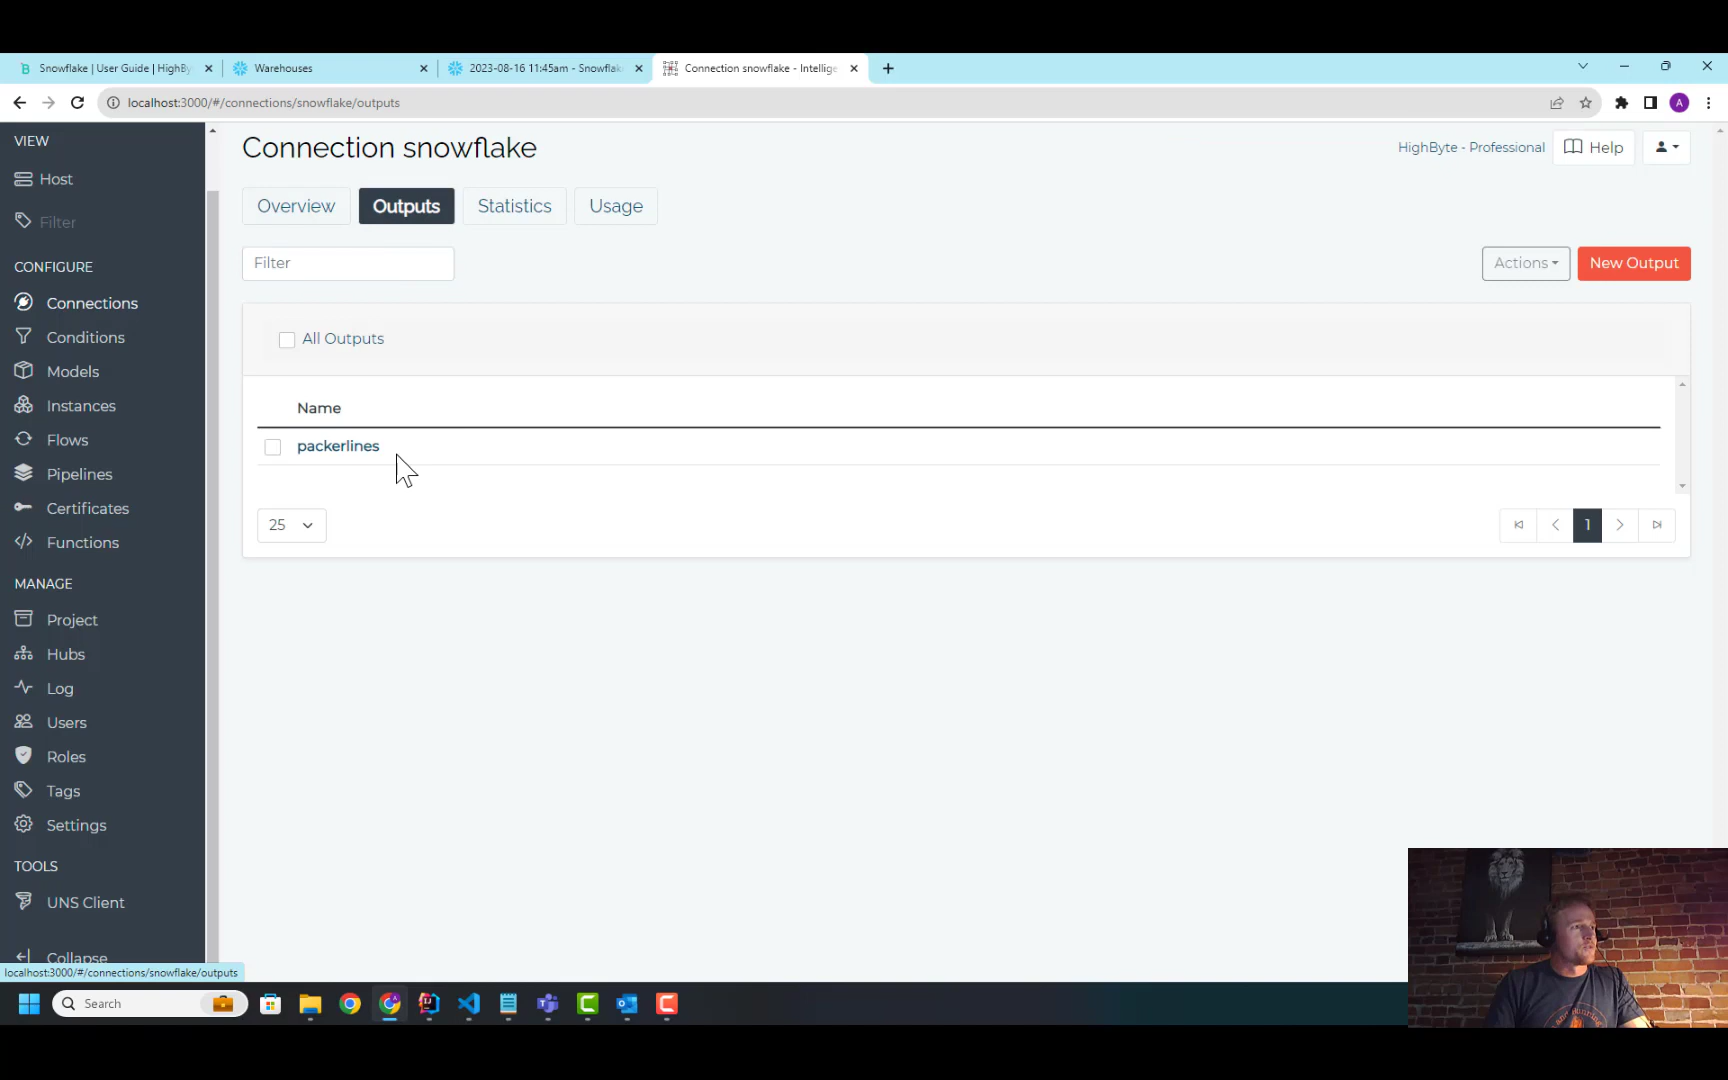 Snowflake | User Guide | HighBy
Warehouses
2023-08-16 11:45am - Snowflak
Connection snowflake - Intellige
localhost:3000/#/connections/snowflake/outputs
A
VIEW
Host
Filter
CONFIGURE
Connections
Conditions
Models
Instances
Flows
Pipelines
Certificates
Functions
MANAGE
Project
Hubs
Log
Users
Roles
Tags
Settings
TOOLS
UNS Client
Collapse
Connection snowflake
HighByte - Professional
Help
Overview
Outputs
Statistics
Usage
Filter
Actions
New Output
All Outputs
Name
packerlines
25
1
localhost:3000/#/connections/snowflake/outputs
Search